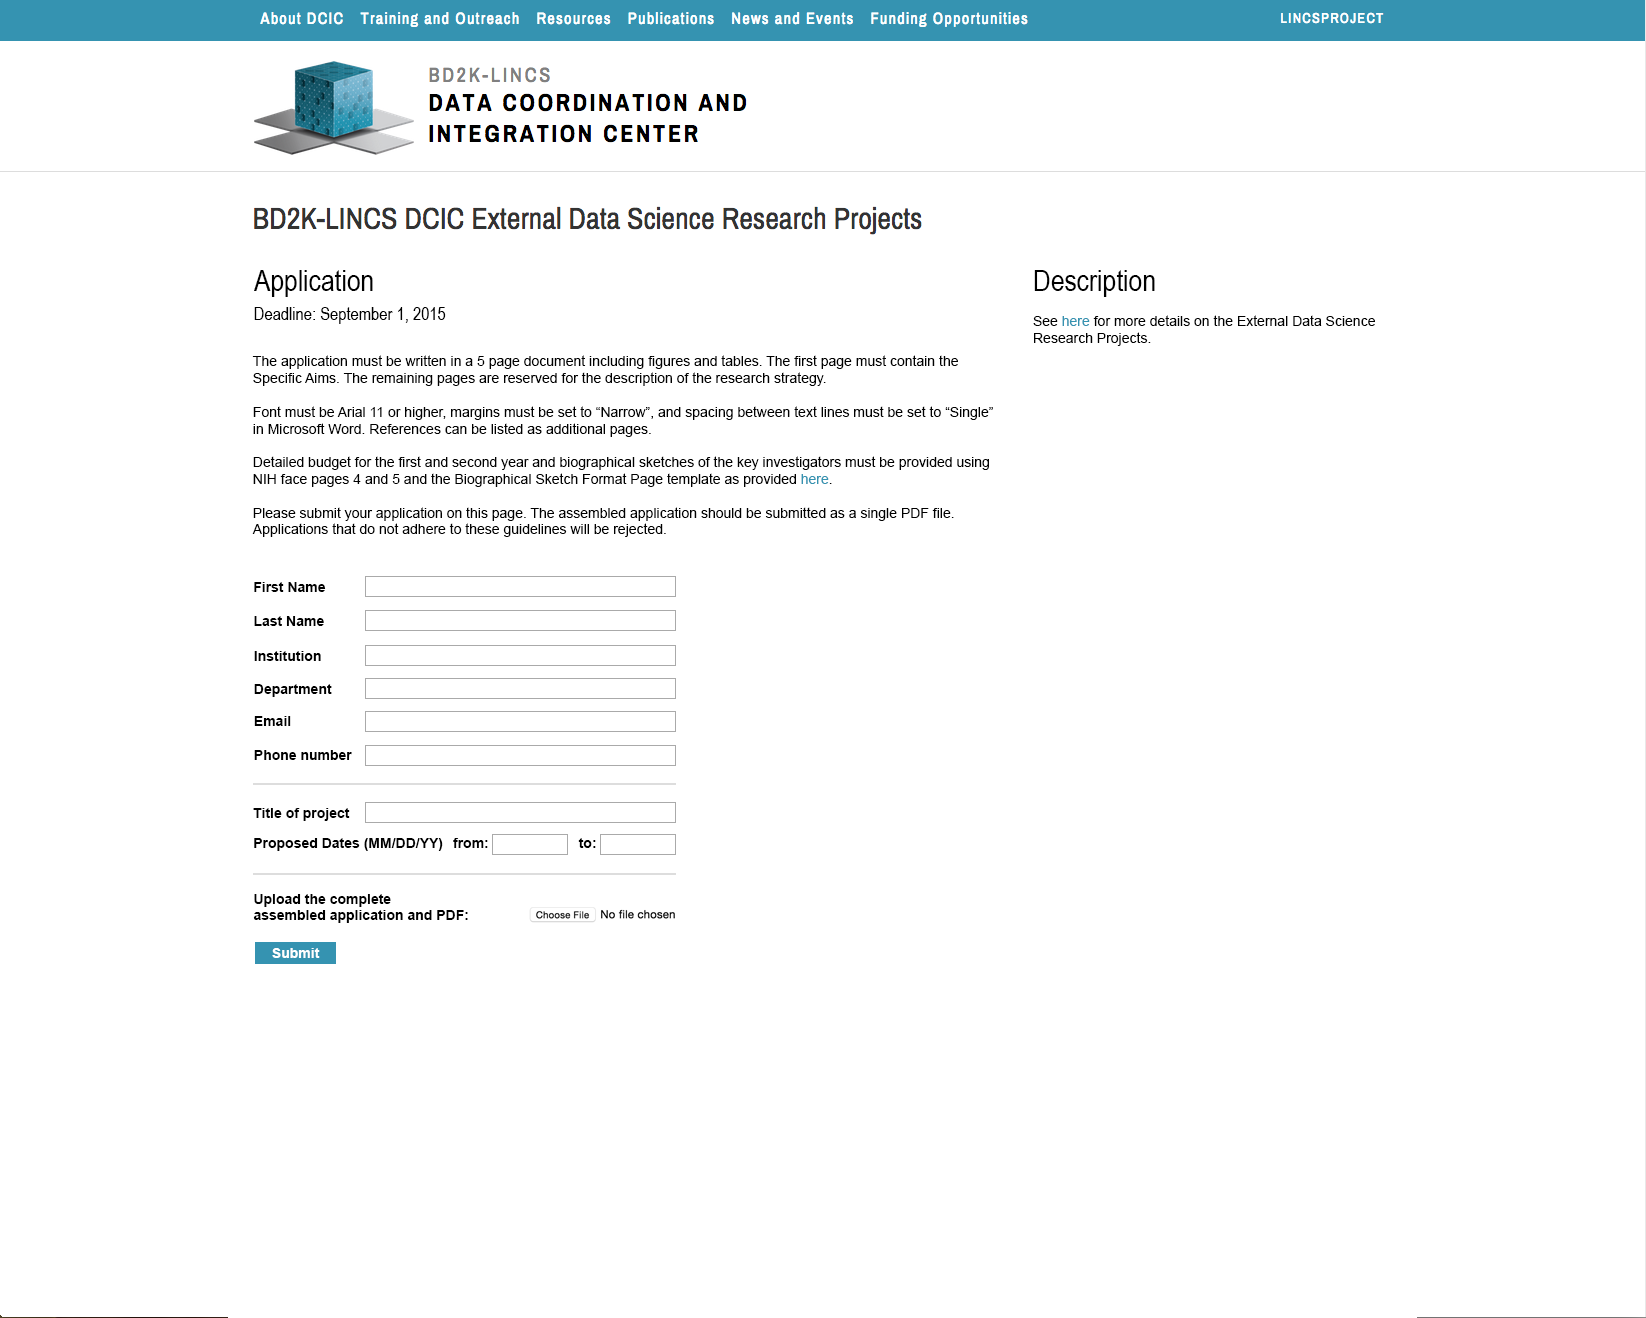 About DCIC Training and Outreach Resources Publications News and Events Funding Opportunities LINCSPROJECT
BD2K-LINCS
DATA COORDINATION AND
INTEGRATION CENTER
BD2K-LINCS DCIC External Data Science Research Projects
Application
Deadline: September 1, 2015
The application must be written in a 5 page document including figures and tables. The first page must contain the
Specific Aims. The remaining pages are reserved for the description of the research strategy.
Font must be Arial 11 or higher, margins must be set to “Narrow”, and spacing between text lines must be set to “Single”
in Microsoft Word. References can be listed as additional pages.
Detailed budget for the first and second year and biographical sketches of the key investigators must be provided using
NIH face pages 4 and 5 and the Biographical Sketch Format Page template as provided here.
Please submit your application on this page. The assembled application should be submitted as a single PDF file.
Applications that do not adhere to these guidelines will be rejected.
First Name
Last Name
Institution
Department
Email
Phone number
Title of project
Proposed Dates (MM/DD/YY) from: to:
Upload the complete
assembled application and PDF: Choose File No file chosen
Submit
Description
See here for more details on the External Data Science
Research Projects.